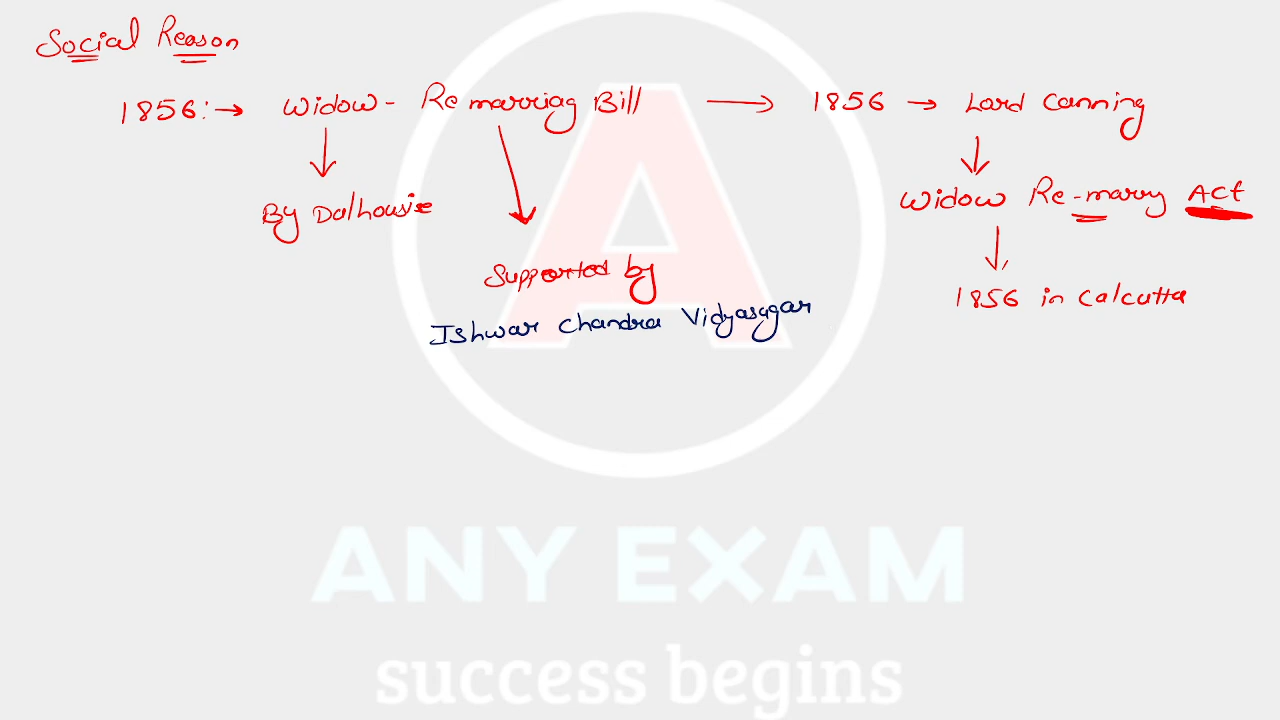 Social Reason
1856:→ Widow - Re marriag Bill → 1856 → Lord Canning
By Dalhousie
Widow Re-marry Act
Supported by
1856 in Calcutta
Ishwar Chandra Vidyasagar
A
ANY EXAM
success begins